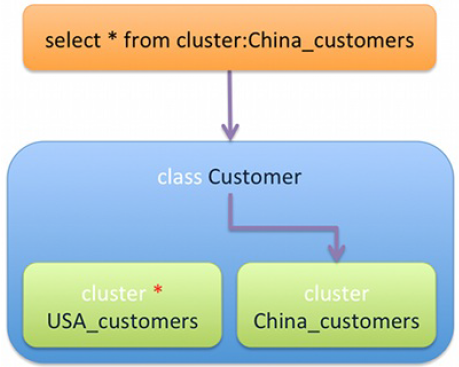 select * from cluster:China_customers
class Customer
cluster *
USA_customers
cluster
China_customers